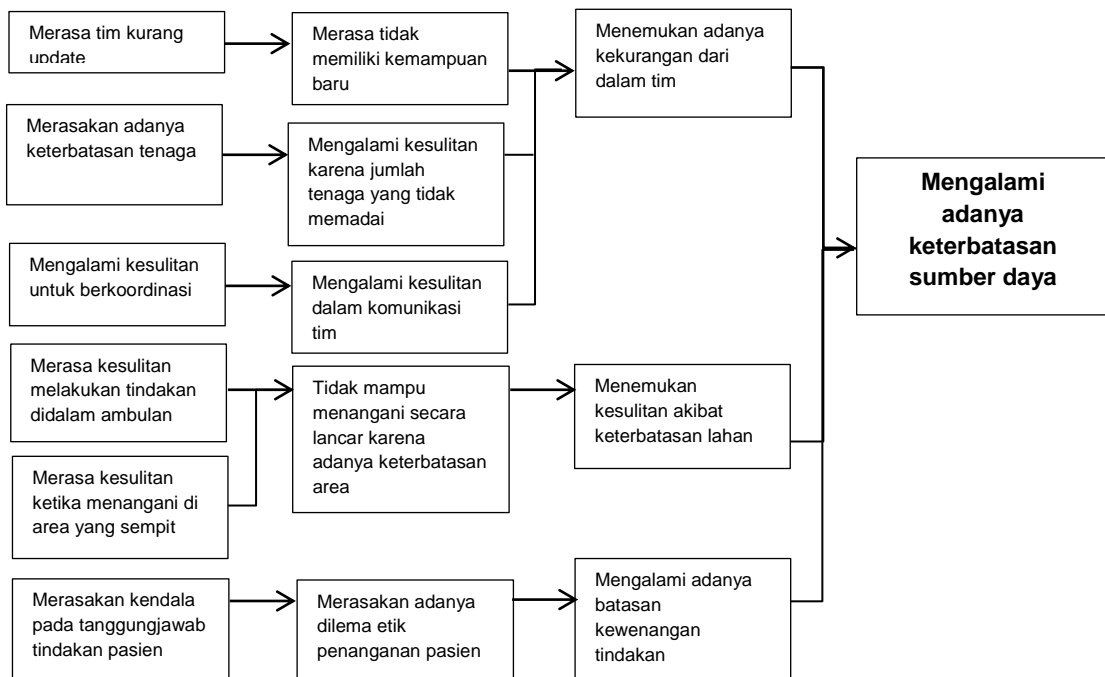 Merasa tim kurang
update
Merasa tidak
memiliki kemampuan
baru
Menemukan adanya
kekurangan dari
dalam tim
Merasakan adanya
keterbatasan tenaga
Mengalami kesulitan
karena jumlah
tenaga yang tidak
memadai
Mengalami
adanya
keterbatasan
sumber daya
Mengalami kesulitan
untuk berkoordinasi
Mengalami kesulitan
dalam komunikasi
tim
Merasa kesulitan
melakukan tindakan
didalam ambulan
Tidak mampu
menangani secara
lancar karena
adanya keterbatasan
area
Menemukan
kesulitan akibat
keterbatasan lahan
Merasa kesulitan
ketika menangani di
area yang sempit
Merasakan kendala
pada tanggungjawab
tindakan pasien
Merasakan adanya
dilema etik
penanganan pasien
Mengalami adanya
batasan
kewenangan
tindakan